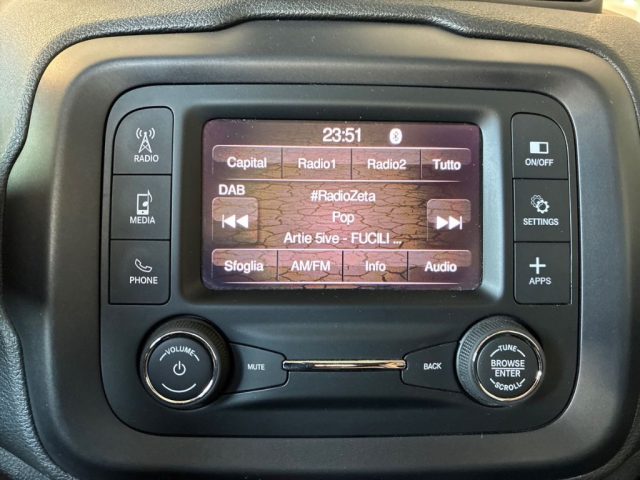 23:51
Capital Radio1 Radio2 Tutto
DAB
#RadioZeta
Pop
Artie 5ive - FUCILI ...
Sfoglia AM/FM Info Audio
RADIO
MEDIA
PHONE
ON/OFF
SETTINGS
APPS
VOLUME
MUTE
BACK
TUNE
BROWSE
ENTER
SCROLL